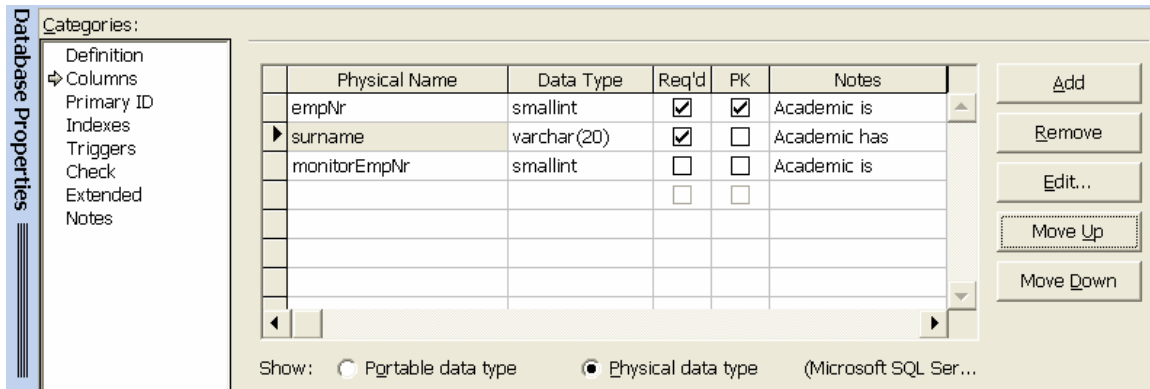 Database Properties
Categories:
Definition
Columns
Primary ID
Indexes
Triggers
Check
Extended
Notes
Physical Name Data Type Req'd PK Notes
empNr smallint Academic is
surname varchar(20) Academic has
monitorEmpNr smallint Academic is
Add
Remove
Edit...
Move Up
Move Down
Show: Portable data type Physical data type (Microsoft SQL Ser...